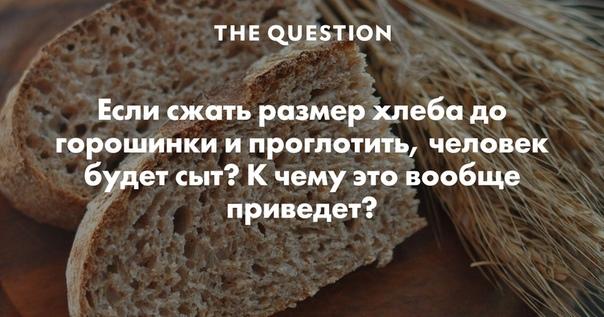 THE QUESTION
Если сжать размер хлеба до
горошинки и проглотить, человек
будет сыт? К чему это вообще
приведет?